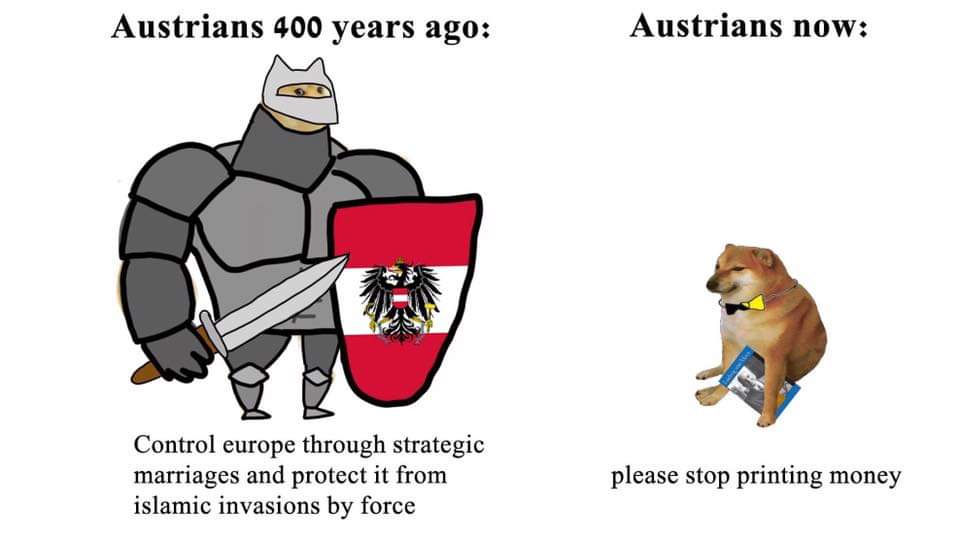 Austrians 400 years ago:
Austrians now:
Control europe through strategic
marriages and protect it from
islamic invasions by force
please stop printing money